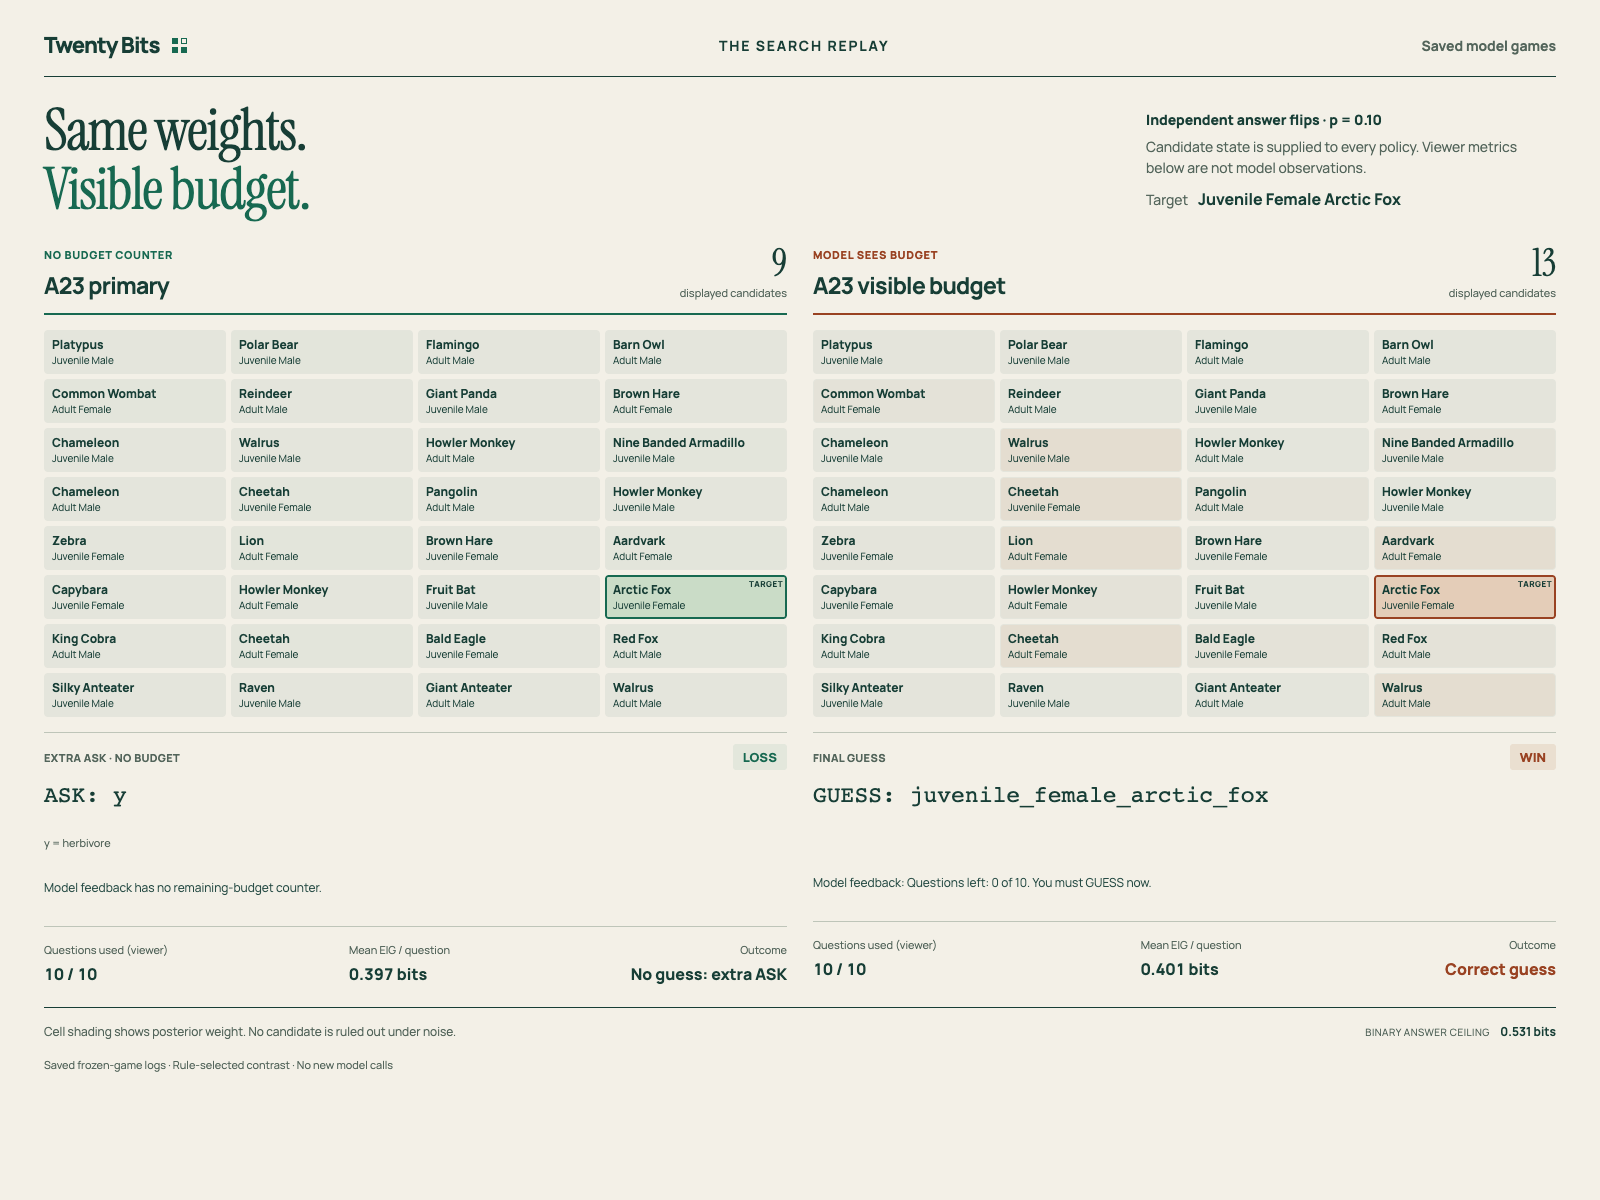 Twenty Bits
THE SEARCH REPLAY
Saved model games
Same weights.
Visible budget.
Independent answer flips · p = 0.10
Candidate state is supplied to every policy. Viewer metrics
below are not model observations.
Target Juvenile Female Arctic Fox
NO BUDGET COUNTER
A23 primary
9
displayed candidates
Platypus
Juvenile Male
Polar Bear
Juvenile Male
Flamingo
Adult Male
Barn Owl
Adult Male
Common Wombat
Adult Female
Reindeer
Adult Male
Giant Panda
Juvenile Male
Brown Hare
Adult Female
Chameleon
Juvenile Male
Walrus
Juvenile Male
Howler Monkey
Adult Male
Nine Banded Armadillo
Juvenile Male
Chameleon
Adult Male
Cheetah
Juvenile Female
Pangolin
Adult Male
Howler Monkey
Juvenile Male
Zebra
Juvenile Female
Lion
Adult Female
Brown Hare
Juvenile Female
Aardvark
Adult Female
Capybara
Juvenile Female
Howler Monkey
Adult Female
Fruit Bat
Juvenile Male
Arctic Fox
TARGET
Juvenile Female
King Cobra
Adult Male
Cheetah
Adult Female
Bald Eagle
Juvenile Female
Red Fox
Adult Male
Silky Anteater
Juvenile Male
Raven
Juvenile Male
Giant Anteater
Adult Male
Walrus
Adult Male
EXTRA ASK · NO BUDGET
LOSS
ASK: y
y = herbivore
Model feedback has no remaining-budget counter.
Questions used (viewer)
10 / 10
Mean EIG / question
0.397 bits
Outcome
No guess: extra ASK
MODEL SEES BUDGET
A23 visible budget
13
displayed candidates
Platypus
Juvenile Male
Polar Bear
Juvenile Male
Flamingo
Adult Male
Barn Owl
Adult Male
Common Wombat
Adult Female
Reindeer
Adult Male
Giant Panda
Juvenile Male
Brown Hare
Adult Female
Chameleon
Juvenile Male
Walrus
Juvenile Male
Howler Monkey
Adult Male
Nine Banded Armadillo
Juvenile Male
Chameleon
Adult Male
Cheetah
Juvenile Female
Pangolin
Adult Male
Howler Monkey
Juvenile Male
Zebra
Juvenile Female
Lion
Adult Female
Brown Hare
Juvenile Female
Aardvark
Adult Female
Capybara
Juvenile Female
Howler Monkey
Adult Female
Fruit Bat
Juvenile Male
Arctic Fox
TARGET
Juvenile Female
King Cobra
Adult Male
Cheetah
Adult Female
Bald Eagle
Juvenile Female
Red Fox
Adult Male
Silky Anteater
Juvenile Male
Raven
Juvenile Male
Giant Anteater
Adult Male
Walrus
Adult Male
FINAL GUESS
WIN
GUESS: juvenile_female_arctic_fox
Model feedback: Questions left: 0 of 10. You must GUESS now.
Questions used (viewer)
10 / 10
Mean EIG / question
0.401 bits
Outcome
Correct guess
Cell shading shows posterior weight. No candidate is ruled out under noise.
BINARY ANSWER CEILING 0.531 bits
Saved frozen-game logs · Rule-selected contrast · No new model calls